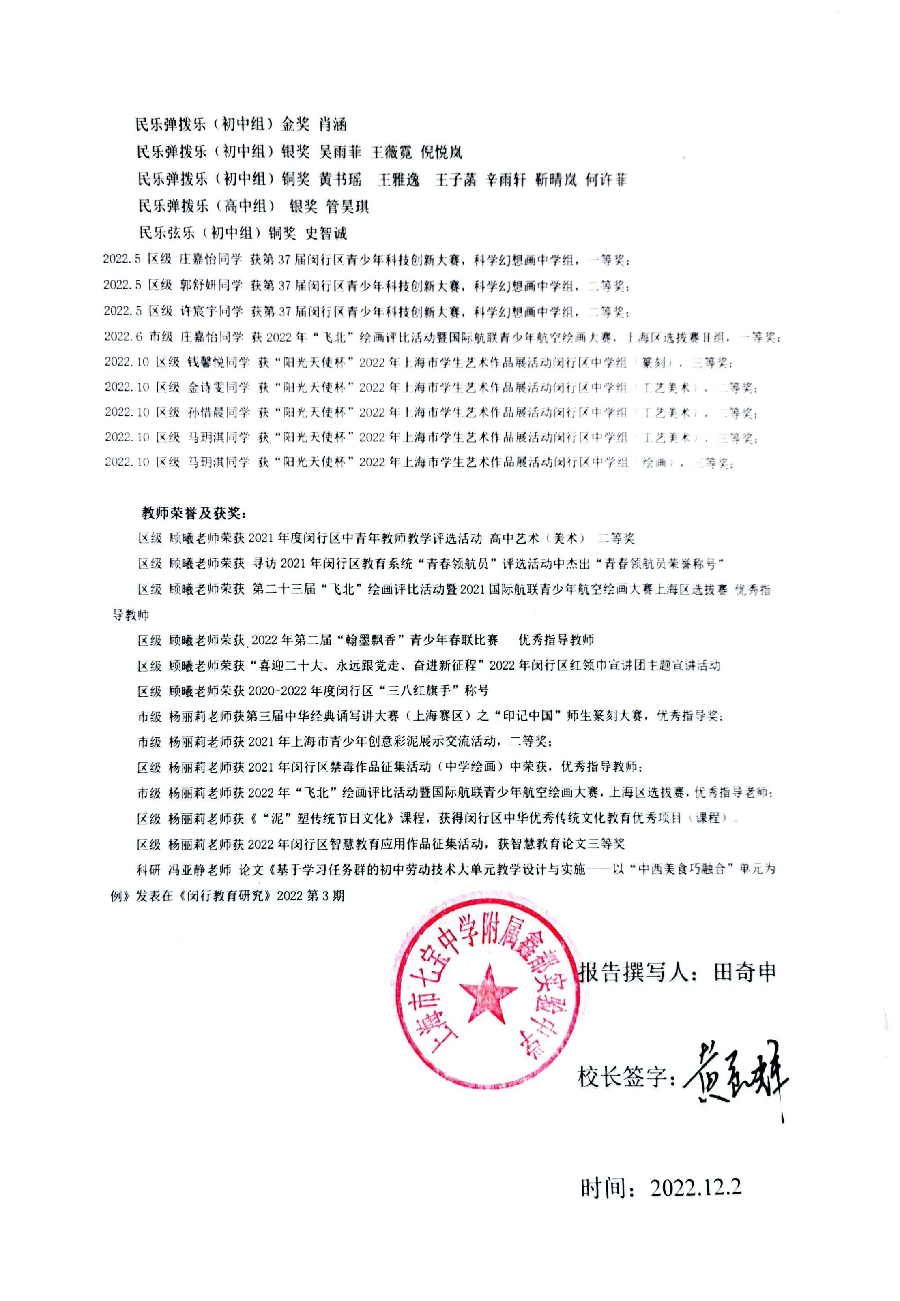 民乐弹拨乐（初中组）金奖 肖涵
民乐弹拨乐（初中组）银奖 吴雨菲 王薇霓 倪悦岚
民乐弹拨乐（初中组）铜奖 黄书瑶 王雅逸 王子菡 辛雨轩 靳晴岚 何许菲
民乐弹拨乐（高中组） 银奖 管昊琪
民乐弦乐（初中组）铜奖 史智诚
2022.5 区级 庄嘉怡同学 获第 37 届闵行区青少年科技创新大赛，科学幻想画中学组，一等奖；
2022.5 区级 郭舒妍同学 获第 37 届闵行区青少年科技创新大赛，科学幻想画中学组，二等奖；
2022.5 区级 许宸宇同学 获第 37 届闵行区青少年科技创新大赛，科学幻想画中学组，二等奖；
2022.6 市级 庄嘉怡同学 获 2022 年“飞北”绘画评比活动暨国际航联青少年航空绘画大赛，上海区选拔赛II组，一等奖；
2022.10 区级 钱馨悦同学 获“阳光天使杯”2022 年上海市学生艺术作品展活动闵行区中学组（篆刻），三等奖；
2022.10 区级 金诗雯同学 获“阳光天使杯”2022 年上海市学生艺术作品展活动闵行区中学组（工艺美术），二等奖；
2022.10 区级 孙惜晨同学 获“阳光天使杯”2022 年上海市学生艺术作品展活动闵行区中学组（工艺美术），二等奖；
2022.10 区级 马玥淇同学 获“阳光天使杯”2022 年上海市学生艺术作品展活动闵行区中学组（工艺美术），三等奖；
2022.10 区级 马玥淇同学 获“阳光天使杯”2022 年上海市学生艺术作品展活动闵行区中学组（绘画），三等奖；
教师荣誉及获奖：
区级 顾曦老师荣获 2021 年度闵行区中青年教师教学评选活动 高中艺术（美术） 二等奖
区级 顾曦老师荣获 寻访 2021 年闵行区教育系统“青春领航员”评选活动中杰出“青春领航员荣誉称号”
区级 顾曦老师荣获 第二十三届“飞北”绘画评比活动暨 2021 国际航联青少年航空绘画大赛上海区选拔赛 优秀指
导教师
区级 顾曦老师荣获 2022 年第二届“翰墨飘香”青少年春联比赛 优秀指导教师
区级 顾曦老师荣获“喜迎二十大、永远跟党走、奋进新征程”2022 年闵行区红领巾宣讲团主题宣讲活动
区级 顾曦老师荣获 2020-2022 年度闵行区“三八红旗手”称号
市级 杨丽莉老师获第三届中华经典诵写讲大赛（上海赛区）之“印记中国”师生篆刻大赛，优秀指导奖；
市级 杨丽莉老师获 2021 年上海市青少年创意彩泥展示交流活动，二等奖；
区级 杨丽莉老师获 2021 年闵行区禁毒作品征集活动（中学绘画）中荣获，优秀指导教师；
市级 杨丽莉老师获 2022 年“飞北”绘画评比活动暨国际航联青少年航空绘画大赛，上海区选拔赛，优秀指导老师；
区级 杨丽莉老师获《“泥”塑传统节日文化》课程，获得闵行区中华优秀传统文化教育优秀项目（课程）。
区级 杨丽莉老师获 2022 年闵行区智慧教育应用作品征集活动，获智慧教育论文三等奖
科研 冯亚静老师 论文《基于学习任务群的初中劳动技术大单元教学设计与实施——以“中西美食巧融合”单元为
例》发表在《闵行教育研究》2022 第 3 期
上海市七宝中学附属鑫都实验中学
报告撰写人：田奇申
校长签字：
时间：2022.12.2